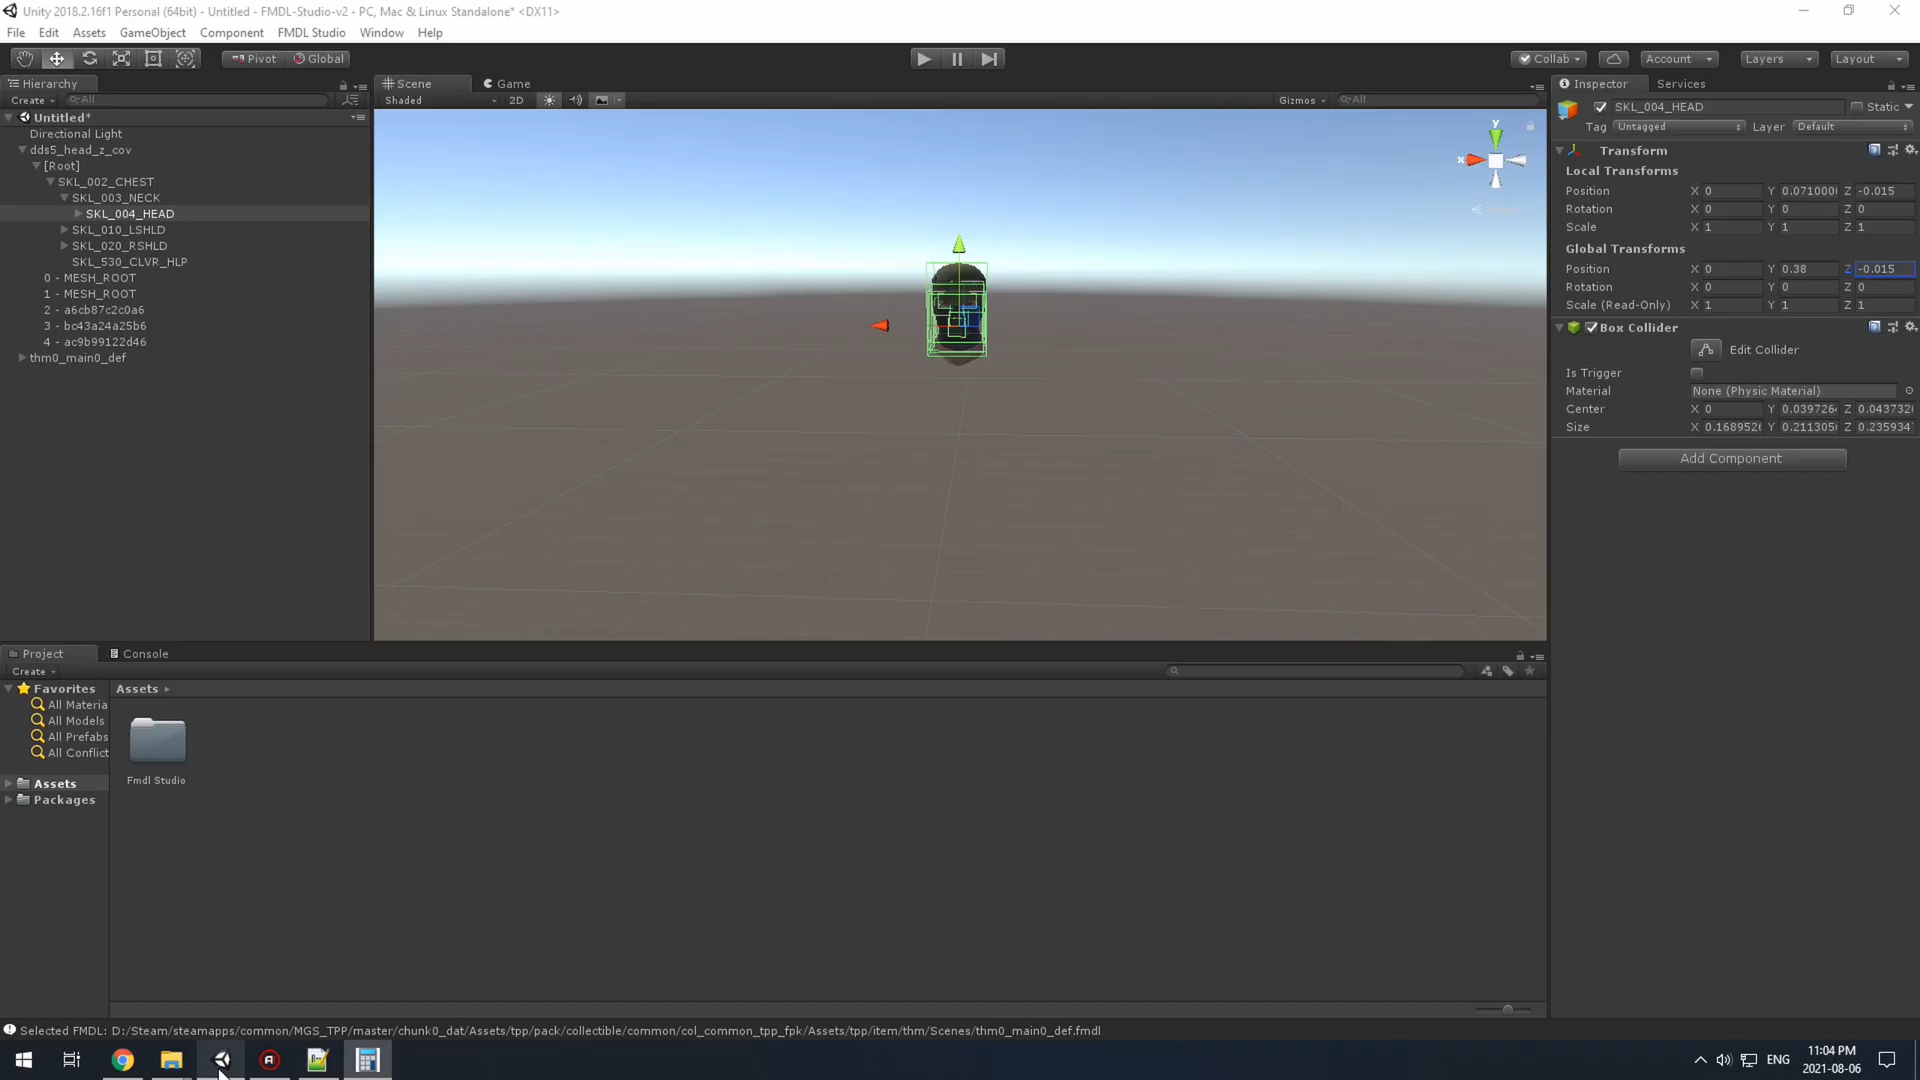 Unity 2018.2.16f1 Personal (64bit) - Untitled - FMDL-Studio-v2 - PC, Mac & Linux Standalone* <DX11>
File Edit Assets GameObject Component FMDL Studio Window Help
Pivot Global Collab Account Layers Layout
Hierarchy
Create All
Untitled*
Directional Light
dds5_head_z_cov
[Root]
SKL_002_CHEST
SKL_003_NECK
SKL_004_HEAD
SKL_010_LSHLD
SKL_020_RSHLD
SKL_530_CLVR_HLP
0 - MESH_ROOT
1 - MESH_ROOT
2 - a6cb87c2c0a6
3 - bc43a24a25b6
4 - ac9b99122d46
thm0_main0_def
Scene Game
Shaded 2D Gizmos All
y
x
Inspector Services
SKL_004_HEAD Static
Tag Untagged Layer Default
Transform
Local Transforms
Position X 0 Y 0.071000 Z -0.015
Rotation X 0 Y 0 Z 0
Scale X 1 Y 1 Z 1
Global Transforms
Position X 0 Y 0.38 Z -0.015
Rotation X 0 Y 0 Z 0
Scale (Read-Only) X 1 Y 1 Z 1
Box Collider
Edit Collider
Is Trigger
Material None (Physic Material)
Center X 0 Y 0.039726 Z 0.043732
Size X 0.168952 Y 0.211305 Z 0.235934
Add Component
Project Console
Create
Favorites
All Materia
All Models
All Prefabs
All Conflict
Assets
Packages
Assets
Fmdl Studio
Selected FMDL: D:/Steam/steamapps/common/MGS_TPP/master/chunk0_dat/Assets/tpp/pack/collectible/common/col_common_tpp_fpk/Assets/tpp/item/thm/Scenes/thm0_main0_def.fmdl
ENG
11:04 PM
2021-08-06